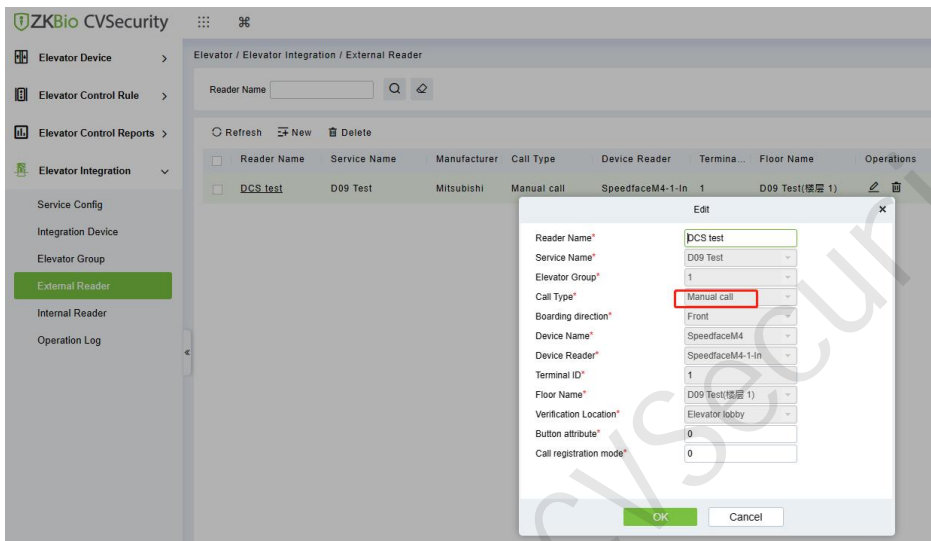 ZKBio CVSecurity
Elevator Device
Elevator Control Rule
Elevator Control Reports
Elevator Integration
Service Config
Integration Device
Elevator Group
External Reader
Internal Reader
Operation Log
Elevator / Elevator Integration / External Reader
Reader Name
Refresh New Delete
Reader Name Service Name Manufacturer Call Type Device Reader Termina... Floor Name Operations
DCS test D09 Test Mitsubishi Manual call SpeedfaceM4-1-In 1 D09 Test(楼层 1)
Edit
Reader Name* DCS test
Service Name* D09 Test
Elevator Group* 1
Call Type* Manual call
Boarding direction* Front
Device Name* SpeedfaceM4
Device Reader* SpeedfaceM4-1-In
Terminal ID* 1
Floor Name* D09 Test(楼层 1)
Verification Location* Elevator lobby
Button attribute* 0
Call registration mode* 0
OK Cancel
cvsecuri